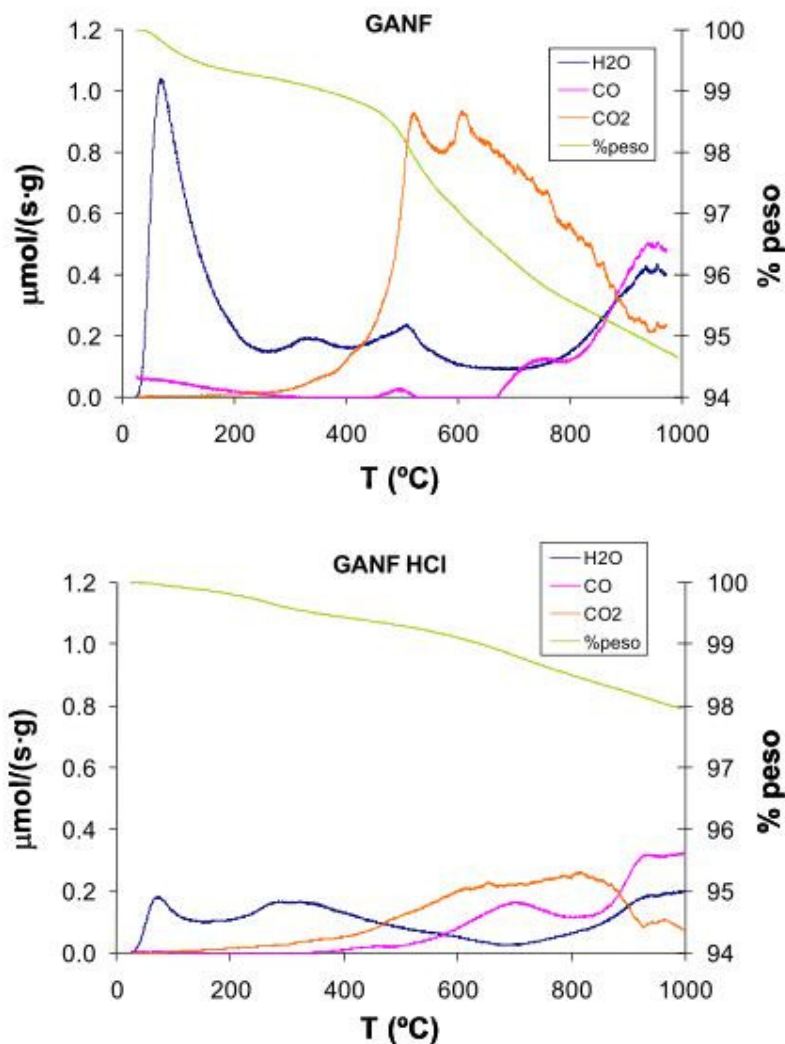 GANF
H2O
CO
CO2
%peso
1.2
1.0
0.8
0.6
0.4
0.2
0.0
μmol/(s·g)
100
99
98
97
96
95
94
% peso
0 200 400 600 800 1000
T (ºC)
GANF HCl
H2O
CO
CO2
%peso
1.2
1.0
0.8
0.6
0.4
0.2
0.0
μmol/(s·g)
100
99
98
97
96
95
94
% peso
0 200 400 600 800 1000
T (ºC)